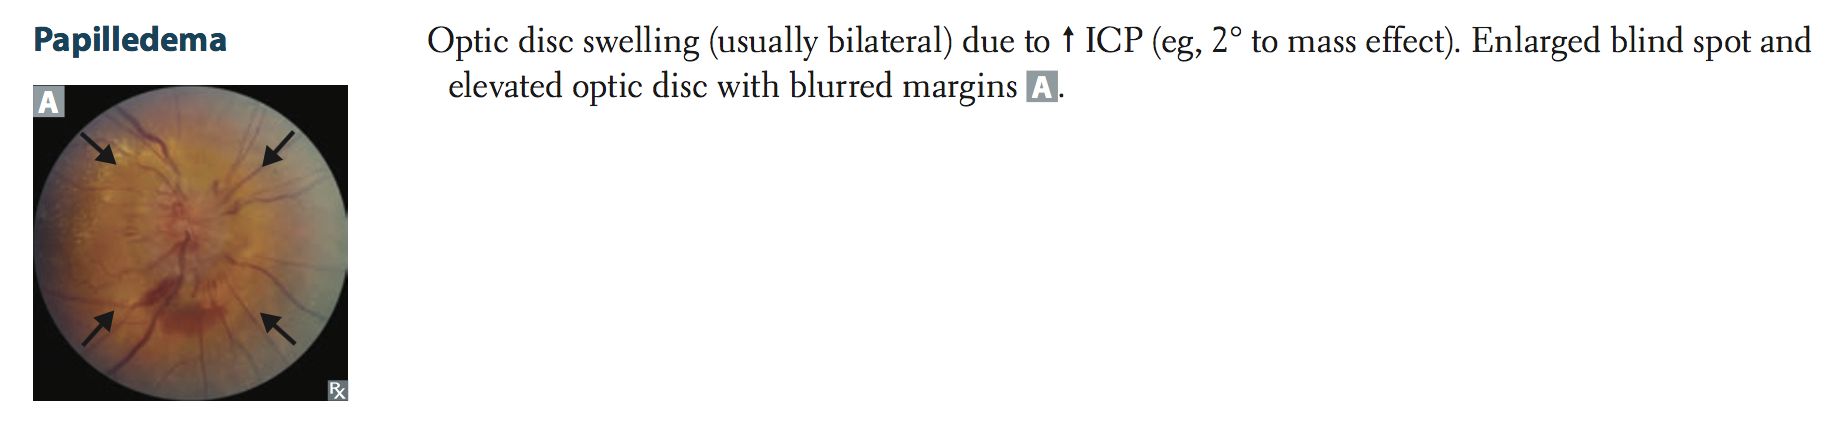 Papilledema
Optic disc swelling (usually bilateral) due to ↑ ICP (eg, 2° to mass effect). Enlarged blind spot and
elevated optic disc with blurred margins A.
A
Rx